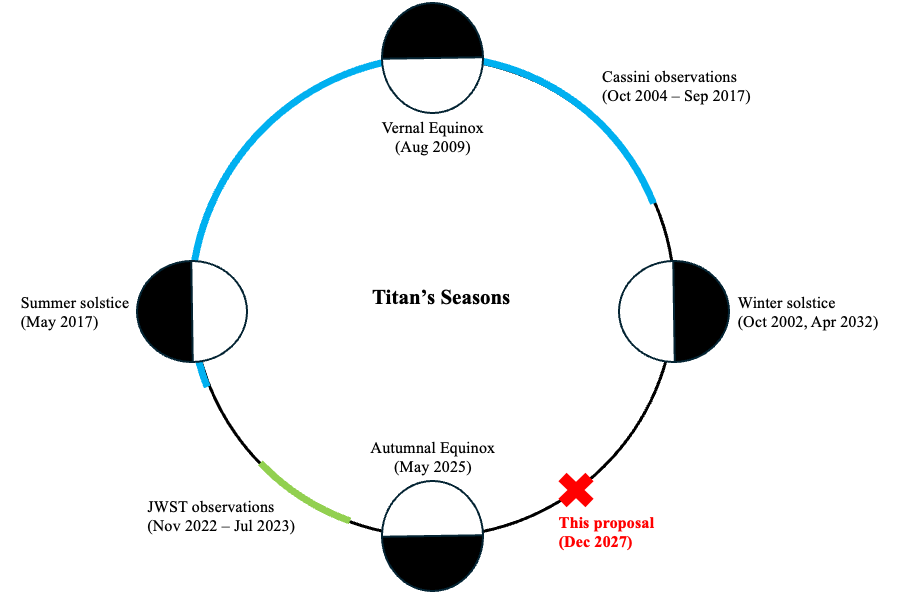 Cassini observations
(Oct 2004 – Sep 2017)
Vernal Equinox
(Aug 2009)
Titan’s Seasons
Summer solstice
(May 2017)
Winter solstice
(Oct 2002, Apr 2032)
Autumnal Equinox
(May 2025)
JWST observations
(Nov 2022 – Jul 2023)
This proposal
(Dec 2027)